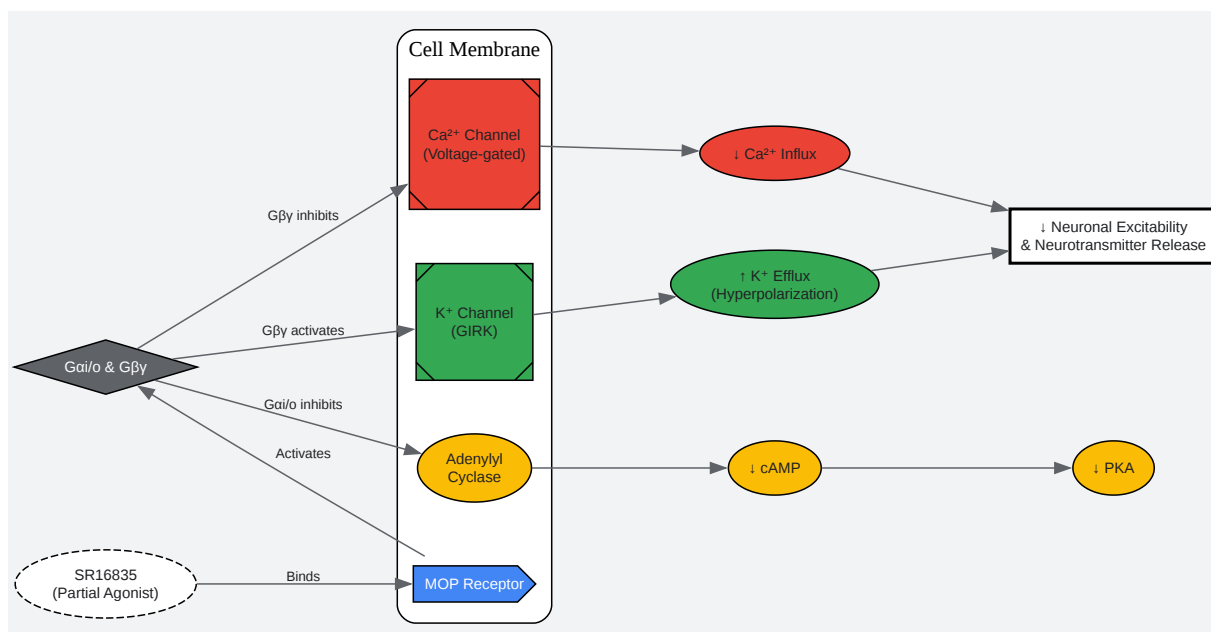 Cell Membrane
Ca²⁺ Channel
(Voltage-gated)
↓ Ca²⁺ Influx
Gβγ inhibits
↓ Neuronal Excitability
& Neurotransmitter Release
↑ K⁺ Efflux
(Hyperpolarization)
K⁺ Channel
(GIRK)
Gβγ activates
Gαi/o & Gβγ
Gαi/o inhibits
Activates
Adenylyl
Cyclase
↓ cAMP
↓ PKA
SR16835
(Partial Agonist)
Binds
MOP Receptor